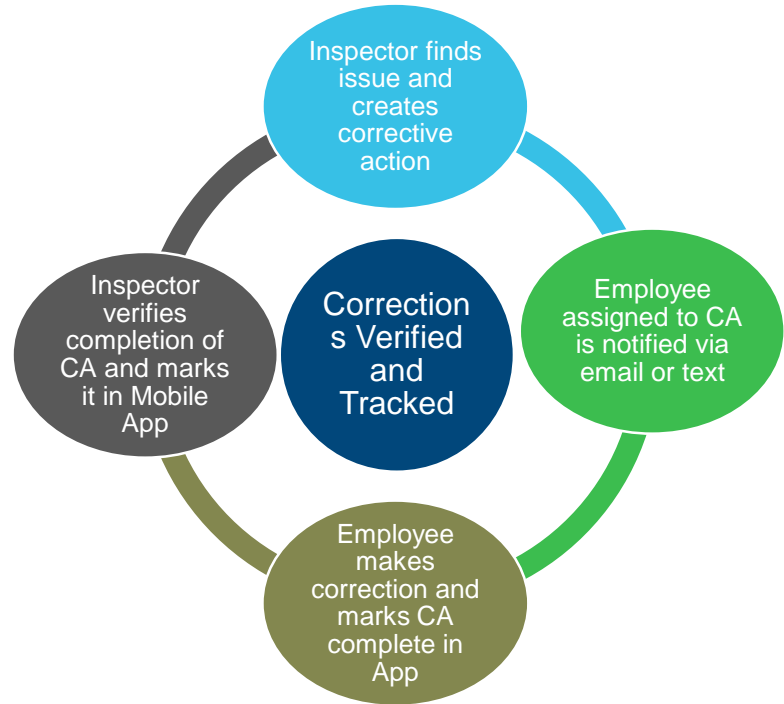 Inspector finds
issue and
creates
corrective
action
Employee
assigned to CA
is notified via
email or text
Employee
makes
correction and
marks CA
complete in
App
Inspector
verifies
completion of
CA and marks
it in Mobile
App
Correction
s Verified
and
Tracked